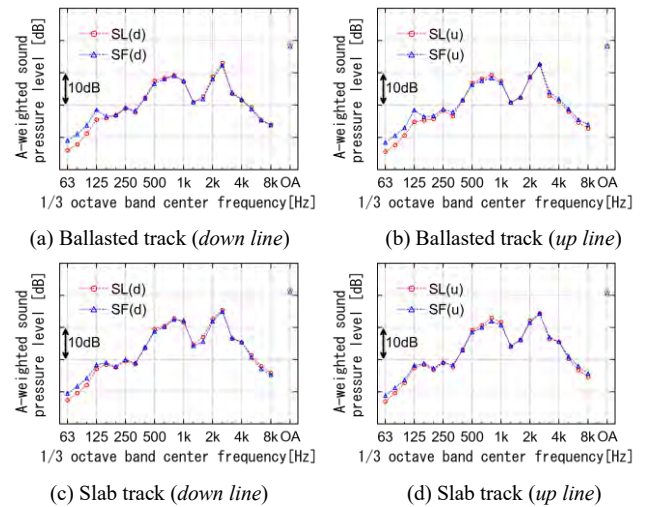 A-weighted sound
pressure level [dB]
SL(d)
SF(d)
10dB
63 125 250 500 1k 2k 4k 8k OA
1/3 octave band center frequency[Hz]
(a) Ballasted track (down line)
A-weighted sound
pressure level [dB]
SL(u)
SF(u)
10dB
63 125 250 500 1k 2k 4k 8k OA
1/3 octave band center frequency[Hz]
(b) Ballasted track (up line)
A-weighted sound
pressure level [dB]
SL(d)
SF(d)
10dB
63 125 250 500 1k 2k 4k 8k OA
1/3 octave band center frequency[Hz]
(c) Slab track (down line)
A-weighted sound
pressure level [dB]
SL(u)
SF(u)
10dB
63 125 250 500 1k 2k 4k 8k OA
1/3 octave band center frequency[Hz]
(d) Slab track (up line)